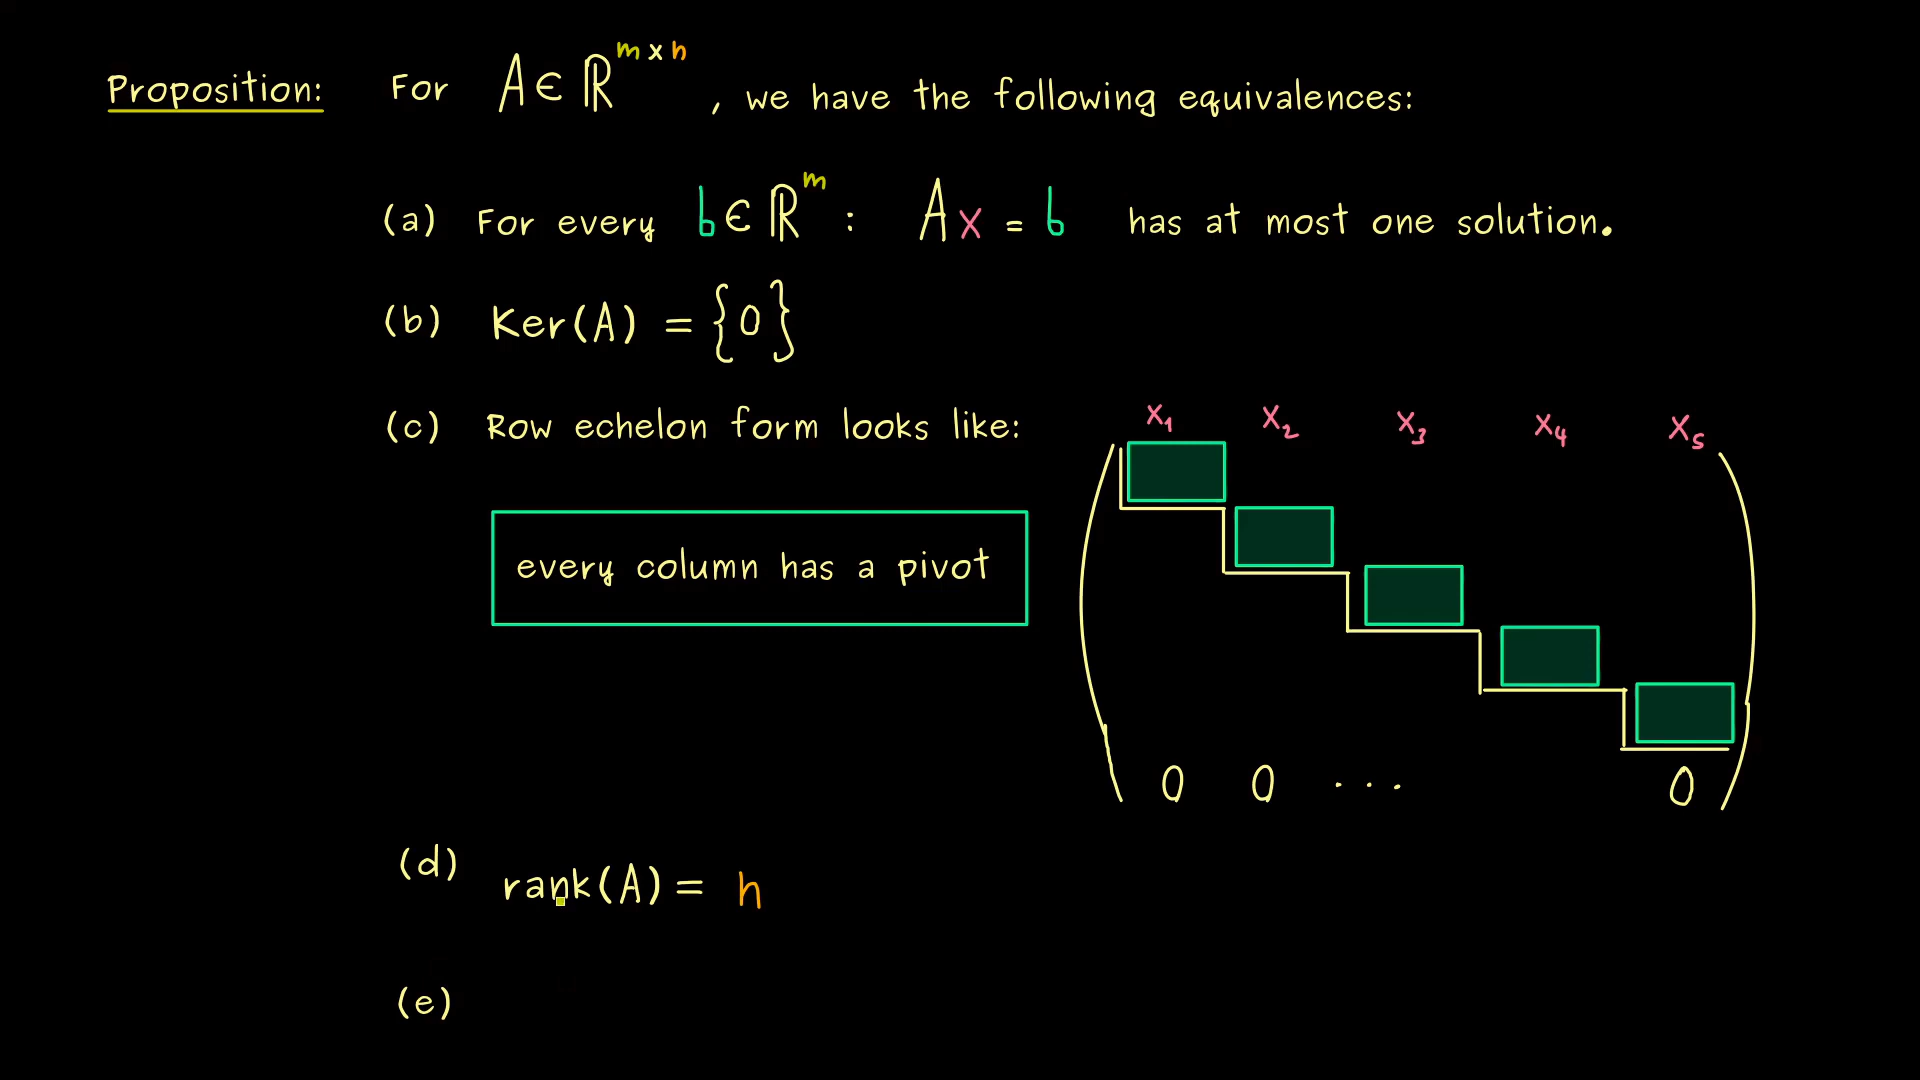 Proposition: For A ∈ ℝ^{m×n}, we have the following equivalences:
(a) For every b ∈ ℝ^m : Ax = b has at most one solution.
(b) Ker(A) = {0}
(c) Row echelon form looks like:
x₁ x₂ x₃ x₄ x₅
every column has a pivot
0 0 ... 0
(d) rank(A) = n
(e)